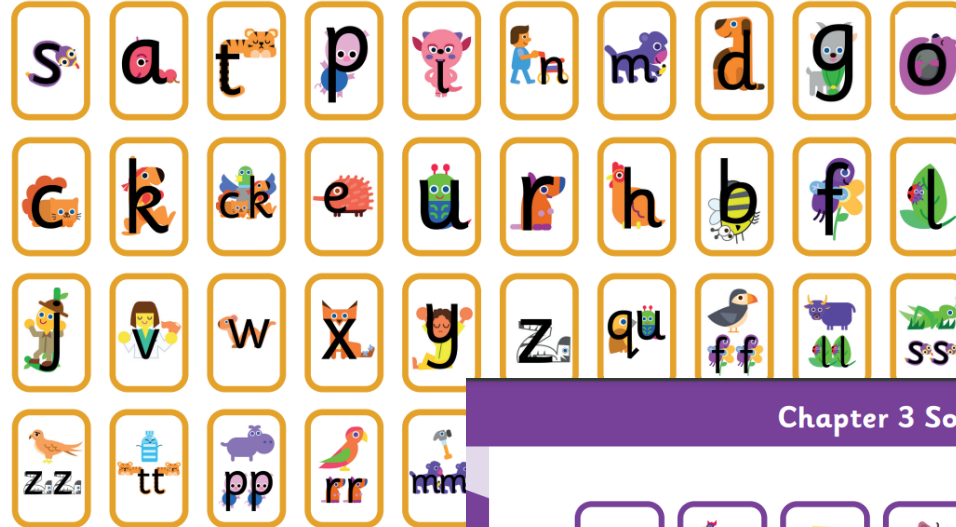 s a t p i n m d g o
c k ck e u r h b f l
j v w x y z qu ff ll ss
zz tt pp rr mm
Chapter 3 So